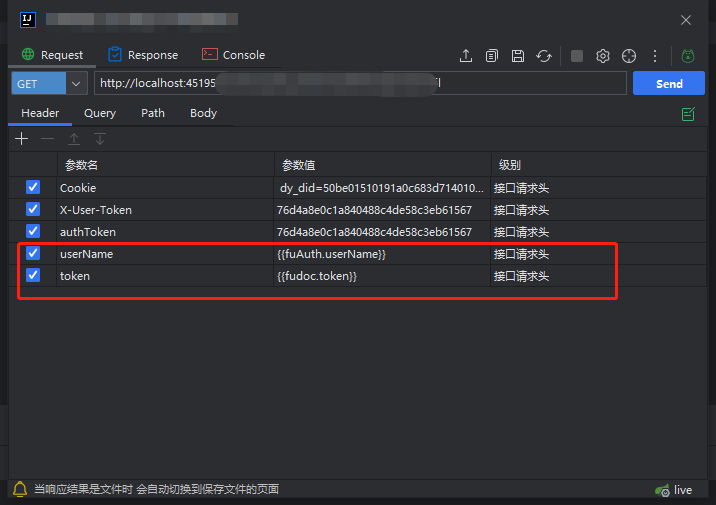 IJ
Request Response Console
GET http://localhost:45195
Send
Header Query Path Body
参数名 参数值 级别
Cookie dy_did=50be01510191a0c683d714010... 接口请求头
X-User-Token 76d4a8e0c1a840488c4de58c3eb61567 接口请求头
authToken 76d4a8e0c1a840488c4de58c3eb61567 接口请求头
userName {{fuAuth.userName}} 接口请求头
token {{fudoc.token}} 接口请求头
当响应结果是文件时 会自动切换到保存文件的页面 live